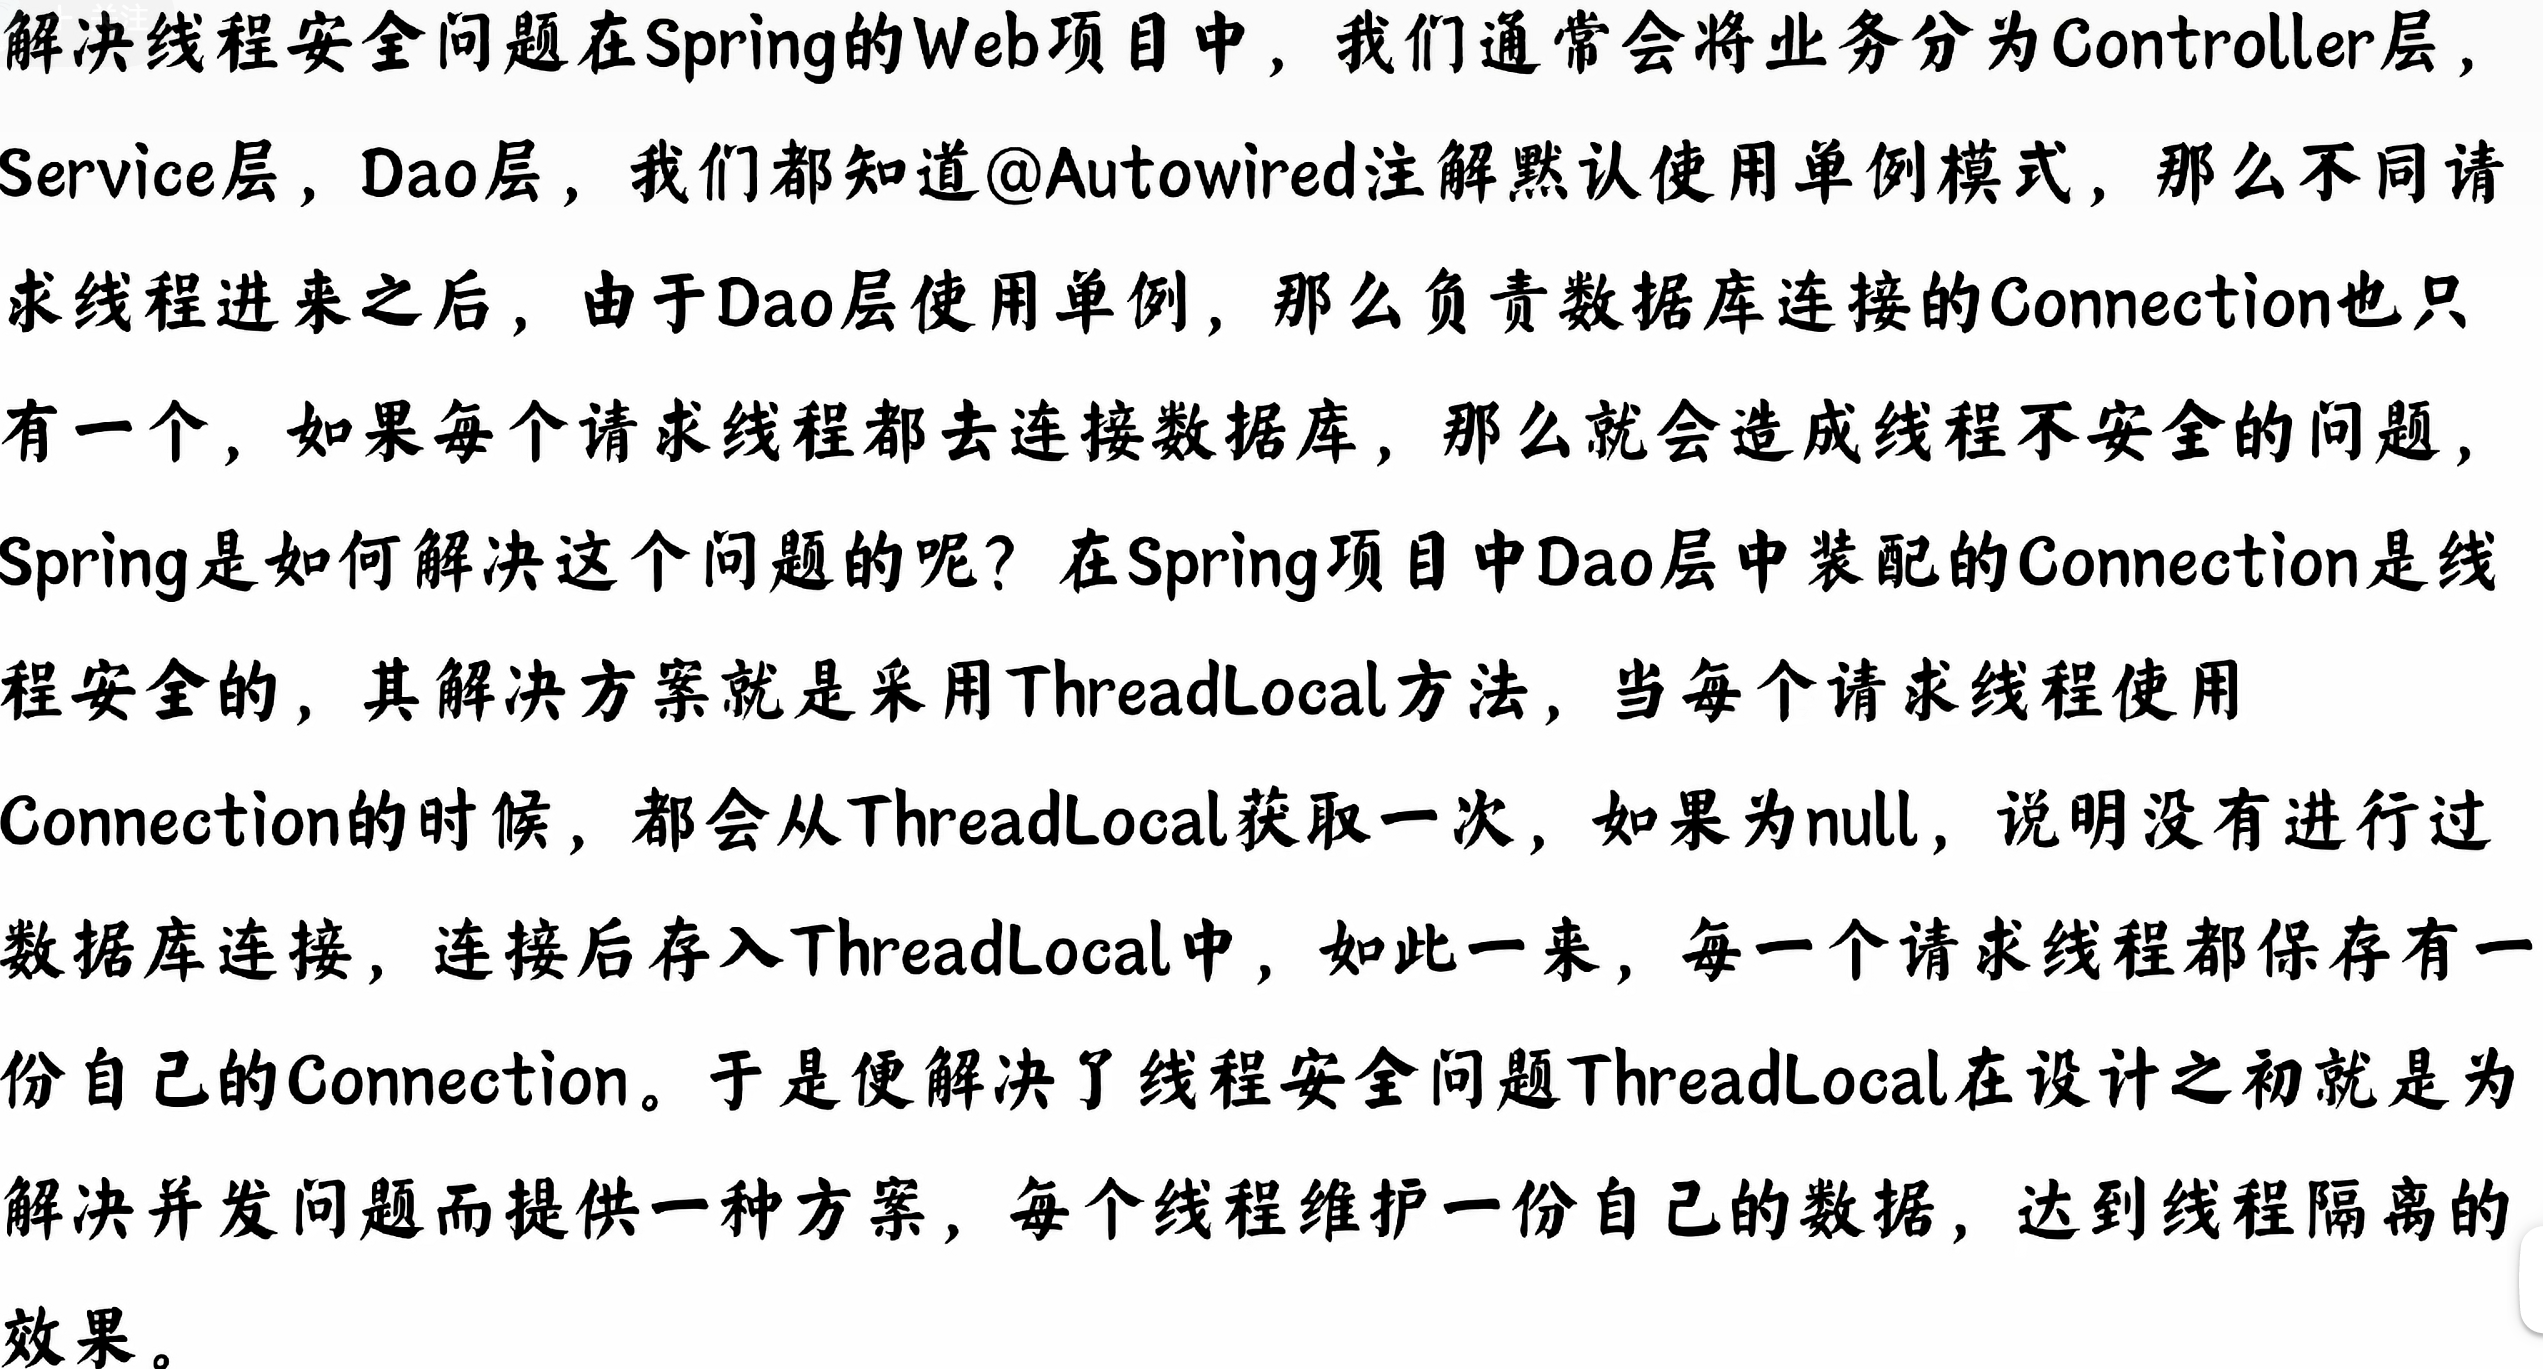 解决线程安全问题在Spring的Web项目中，我们通常会将业务分为Controller层，
Service层，Dao层，我们都知道@Autowired注解默认使用单例模式，那么不同请
求线程进来之后，由于Dao层使用单例，那么负责数据库连接的Connection也只
有一个，如果每个请求线程都去连接数据库，那么就会造成线程不安全的问题，
Spring是如何解决这个问题的呢？在Spring项目中Dao层中装配的Connection是线
程安全的，其解决方案就是采用ThreadLocal方法，当每个请求线程使用
Connection的时候，都会从ThreadLocal获取一次，如果为null，说明没有进行过
数据库连接，连接后存入ThreadLocal中，如此一来，每一个请求线程都保存有一
份自己的Connection。于是便解决了线程安全问题ThreadLocal在设计之初就是为
解决并发问题而提供一种方案，每个线程维护一份自己的数据，达到线程隔离的
效果。